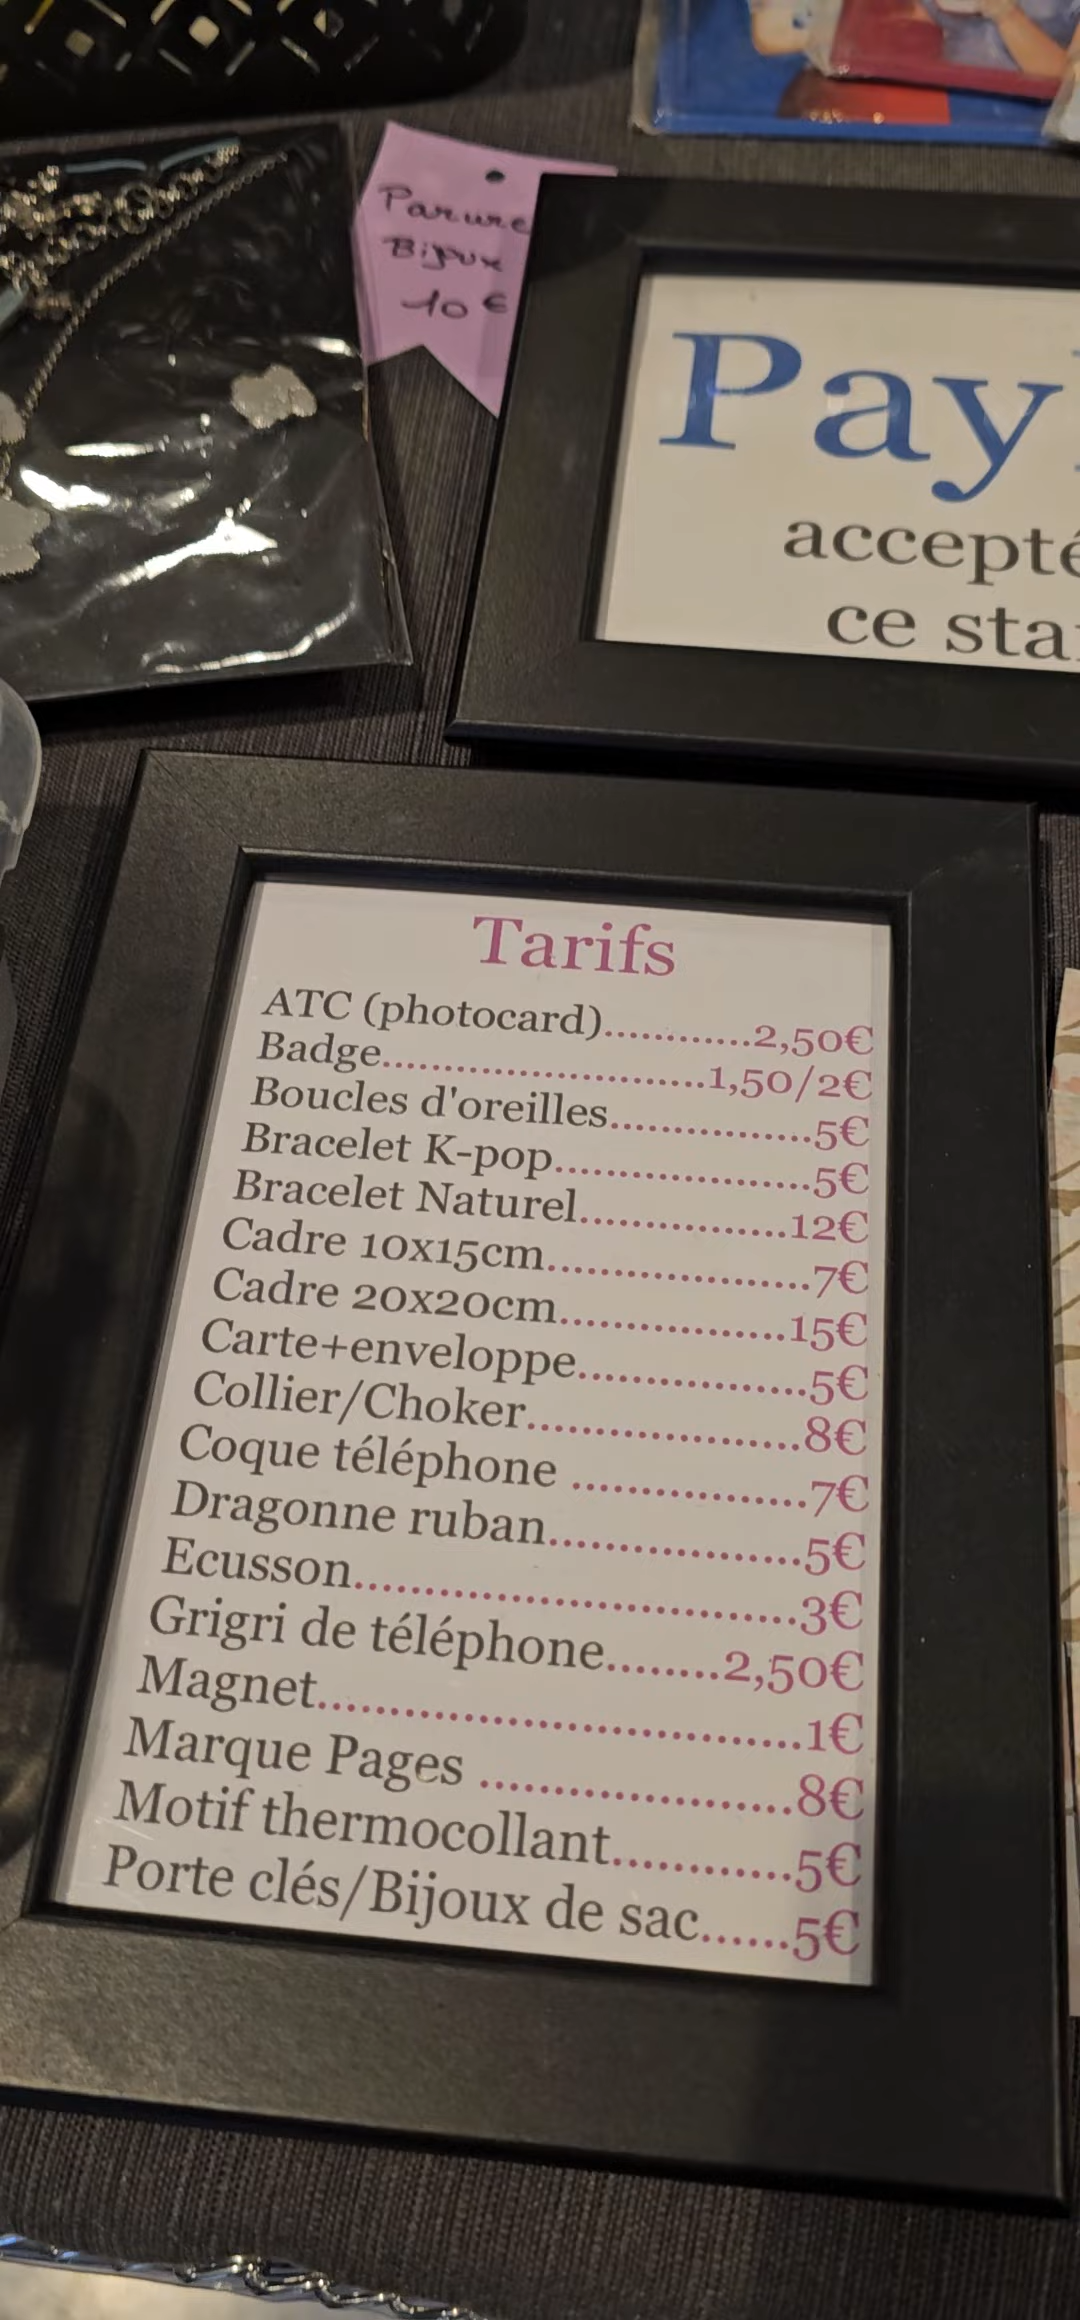 Parure
Bijoux
10 €
Pay
accepté
ce
Tarifs
ATC (photocard)............2,50€
Badge...........................1,50/2€
Boucles d'oreilles................5€
Bracelet K-pop.....................5€
Bracelet Naturel.................12€
Cadre 10x15cm.....................7€
Cadre 20x20cm..................15€
Carte+enveloppe..................5€
Collier/Choker......................8€
Coque téléphone .................7€
Dragonne ruban...................5€
Ecusson..................................3€
Grigri de téléphone........2,50€
Magnet...................................1€
Marque Pages ......................8€
Motif thermocollant............5€
Porte clés/Bijoux de sac......5€